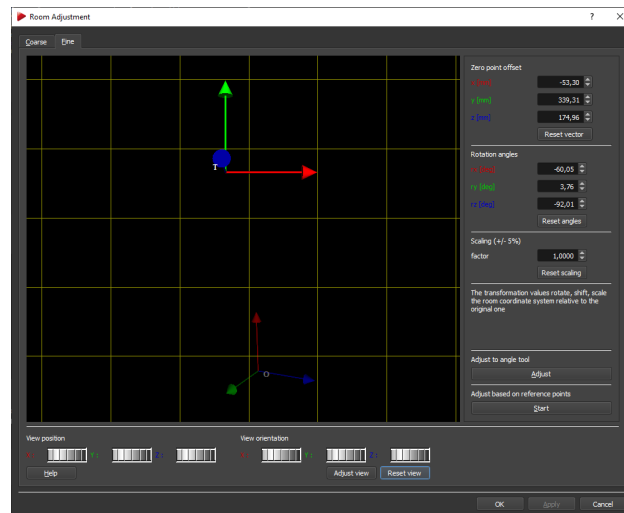 Room Adjustment
? ×
Coarse Fine
Zero point offset
-53,30
y [mm] 339,31
z [mm] 174,96
Reset vector
Rotation angles
-60,05
ry [deg] 3,76
rz [deg] -92,01
Reset angles
Scaling (+/- 5%)
factor 1,0000
Reset scaling
The transformation values rotate, shift, scale
the room coordinate system relative to the
original one
Adjust to angle tool
Adjust
Adjust based on reference points
Start
T
O
View position View orientation
Y: Z: Y: Z:
Help Adjust view Reset view
OK Apply Cancel